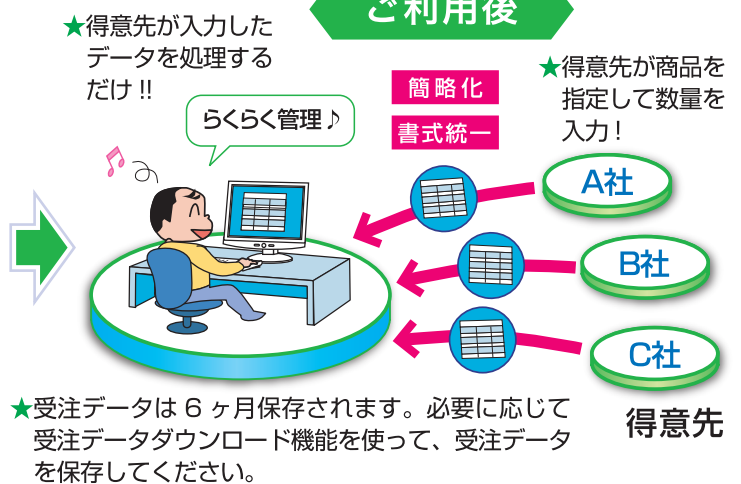 ご利用後
★得意先が入力した
データを処理する
だけ!!
らくらく管理♪
簡略化
書式統一
★得意先が商品を
指定して数量を
入力!
A社
B社
C社
得意先
★受注データは6ヶ月保存されます。必要に応じて
受注データダウンロード機能を使って、受注データ
を保存してください。